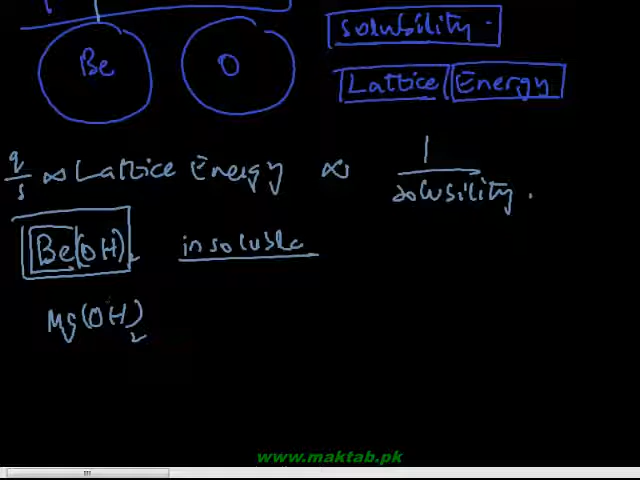 solubility.
Be O
Lattice Energy
q/s ∝ Lattice Energy ∝ 1/solubility.
Be(OH)₂ insoluble
Mg(OH)₂
www.maktab.pk